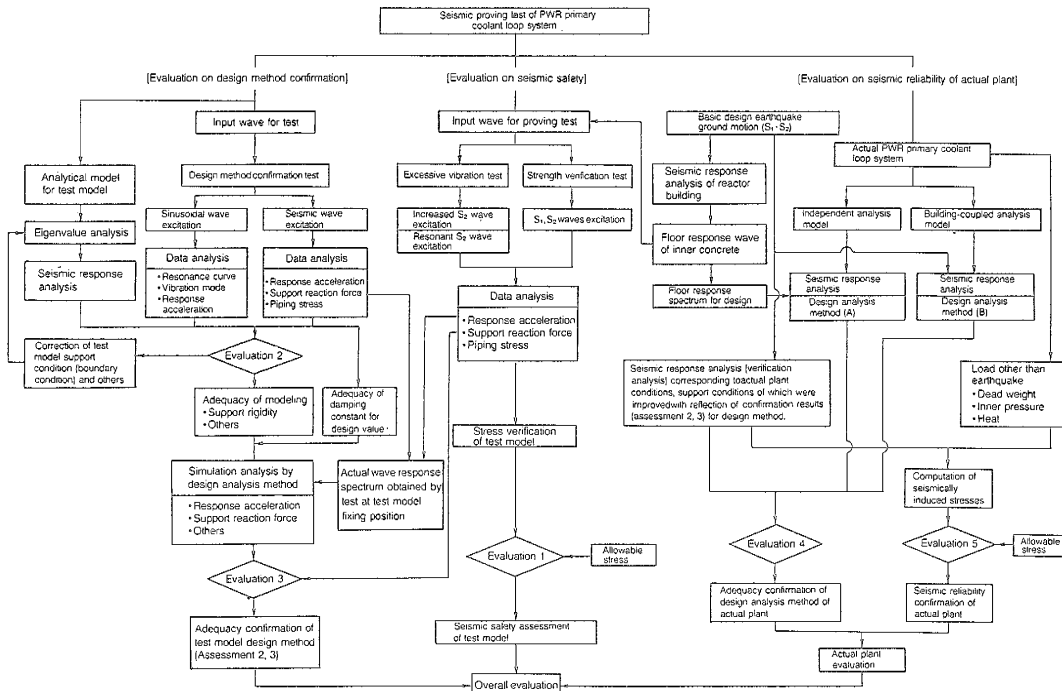 Seismic proving test of PWR primary
coolant loop system
[Evaluation on design method confirmation]
[Evaluation on seismic safety]
[Evaluation on seismic reliability of actual plant]
Input wave for test
Analytical model
for test model
Design method confirmation test
Sinusoidal wave
excitation
Seismic wave
excitation
Eigenvalue analysis
Seismic response
analysis
Data analysis
• Resonance curve
• Vibration mode
• Response
acceleration
Data analysis
• Response acceleration
• Support reaction force
• Piping stress
Evaluation 2
Correction of test
model support
condition (boundary
condition) and others
Adequacy of modeling
• Support rigidity
• Others
Adequacy of
damping
constant for
design value
Simulation analysis by
design analysis method
• Response acceleration
• Support reaction force
• Others
Actual wave response
spectrum obtained by
test at test model
fixing position
Evaluation 3
Adequacy confirmation of
test model design method
(Assessment 2, 3)
Input wave for proving test
Excessive vibration test
Strength verification test
Increased S₂ wave
excitation
Resonant S₂ wave
excitation
S₁, S₂ waves excitation
Data analysis
• Response acceleration
• Support reaction force
• Piping stress
Stress verification
of test model
Evaluation 1
Allowable
stress
Seismic safety assessment
of test model
Basic design earthquake
ground motion (S₁ · S₂)
Seismic response
analysis of reactor
building
Floor response wave
of inner concrete
Floor response
spectrum for design
Actual PWR primary coolant
loop system
Independent analysis
model
Building-coupled analysis
model
Seismic response
analysis
Design analysis
method (A)
Seismic response
analysis
Design analysis
method (B)
Seismic response analysis [verification
analysis] corresponding toactual plant
conditions, support conditions of which were
improvedwith reflection of confirmation results
(assessment 2, 3) for design method.
Load other than
earthquake
• Dead weight
• Inner pressure
• Heat
Computation of
seismically
induced stresses
Evaluation 4
Evaluation 5
Allowable
stress
Adequacy confirmation of
design analysis method of
actual plant
Seismic reliability
confirmation of
actual plant
Actual plant
evaluation
Overall evaluation